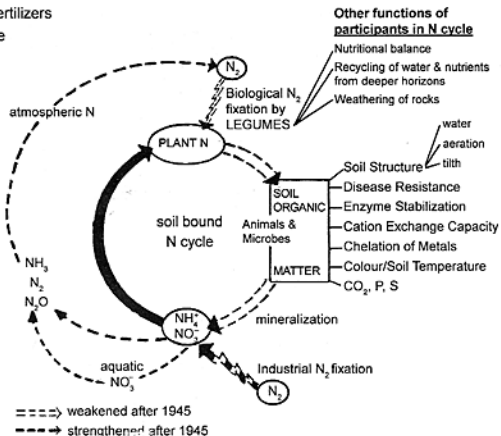 ertilizers
e
Other functions of
participants in N cycle
Nutritional balance
Recycling of water & nutrients
from deeper horizons
Weathering of rocks
N₂
Biological N₂
fixation by
LEGUMES
atmospheric N
PLANT N
water
aeration
tilth
Soil Structure
Disease Resistance
Enzyme Stabilization
Cation Exchange Capacity
Chelation of Metals
Colour/Soil Temperature
CO₂, P, S
SOIL
ORGANIC
Animals &
Microbes
MATTER
soil bound
N cycle
NH₃
N₂
N₂O
NH₄⁺
NO₃⁻
mineralization
aquatic
NO₃⁻
Industrial N₂ fixation
N₂
weakened after 1945
strengthened after 1945